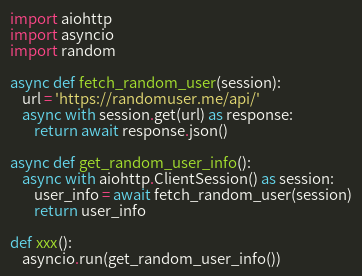 import aiohttp
import asyncio
import random

async def fetch_random_user(session):
    url = 'https://randomuser.me/api/'
    async with session.get(url) as response:
        return await response.json()

async def get_random_user_info():
    async with aiohttp.ClientSession() as session:
        user_info = await fetch_random_user(session)
        return user_info

def xxx():
    asyncio.run(get_random_user_info())